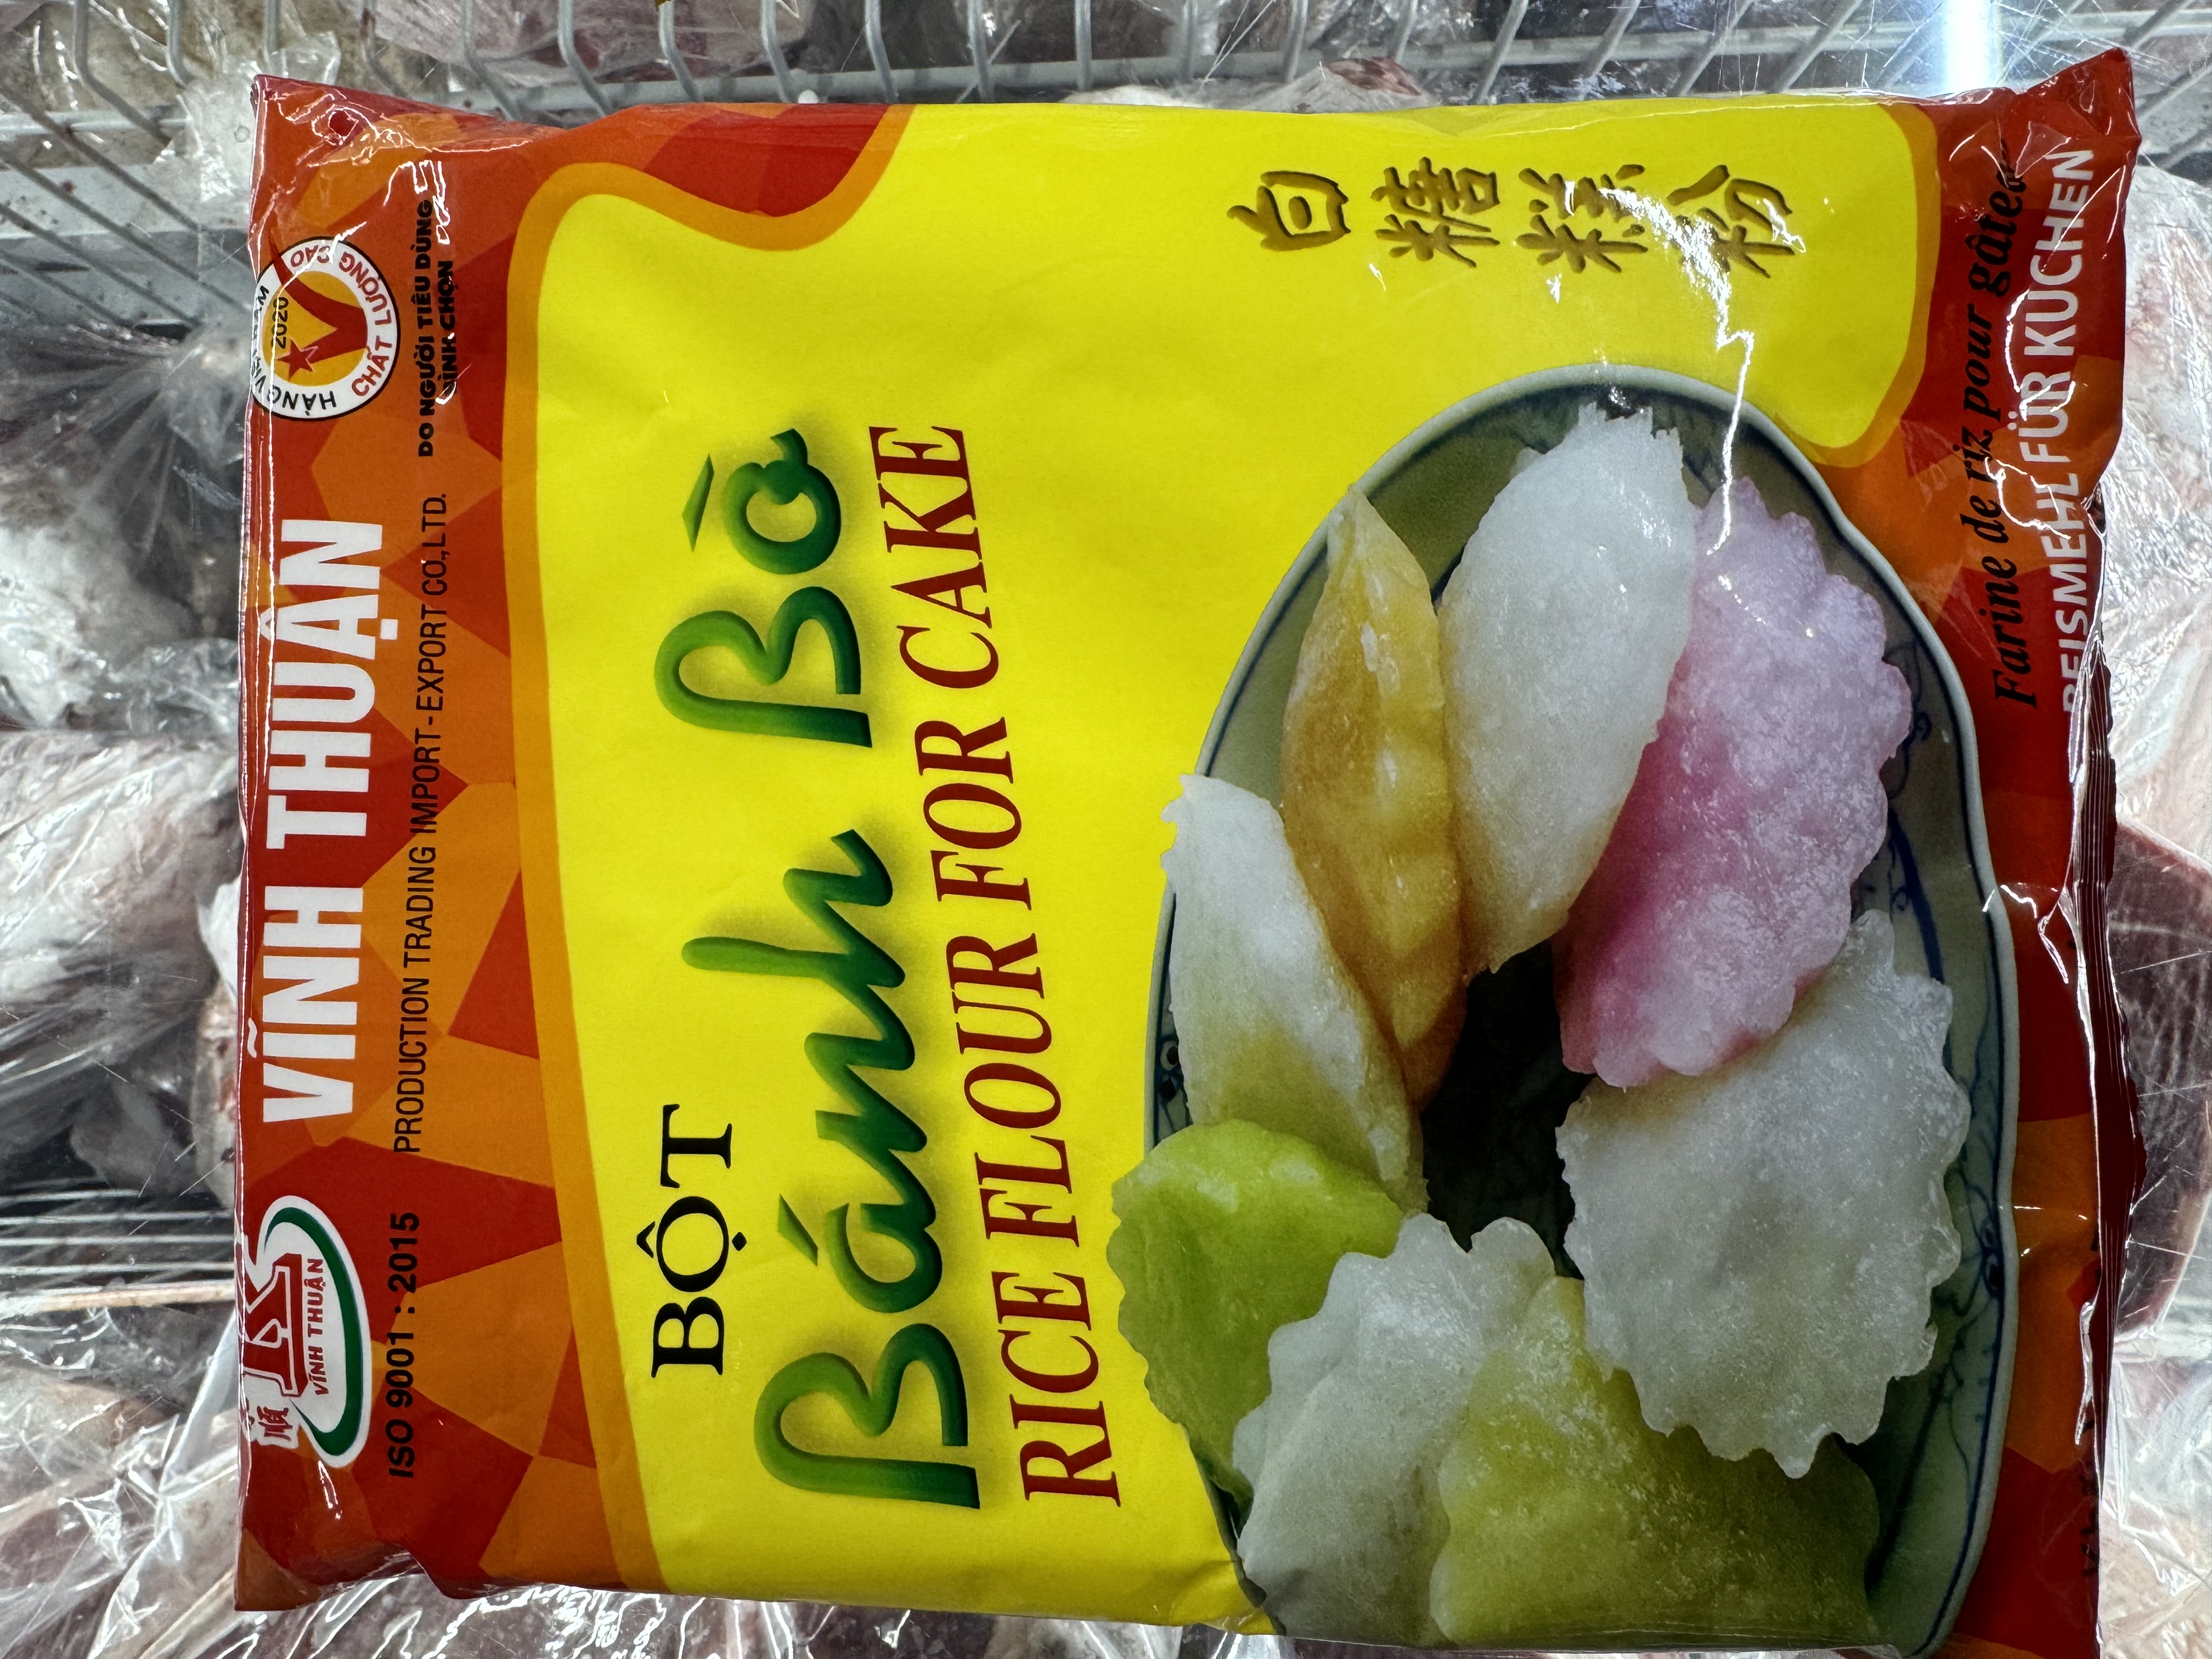 VĨNH THUẬN
PRODUCTION TRADING IMPORT-EXPORT CO.,LTD.
ISO 9001 : 2015
VĨNH THUẬN
順
HÀNG VIỆT NAM
CHẤT LƯỢNG CAO
2020
DO NGƯỜI TIÊU DÙNG
BÌNH CHỌN
BỘT
Bánh Bò
RICE FLOUR FOR CAKE
白糖
粉
Farine de riz pour
REISMEHL FÜR KUCHEN